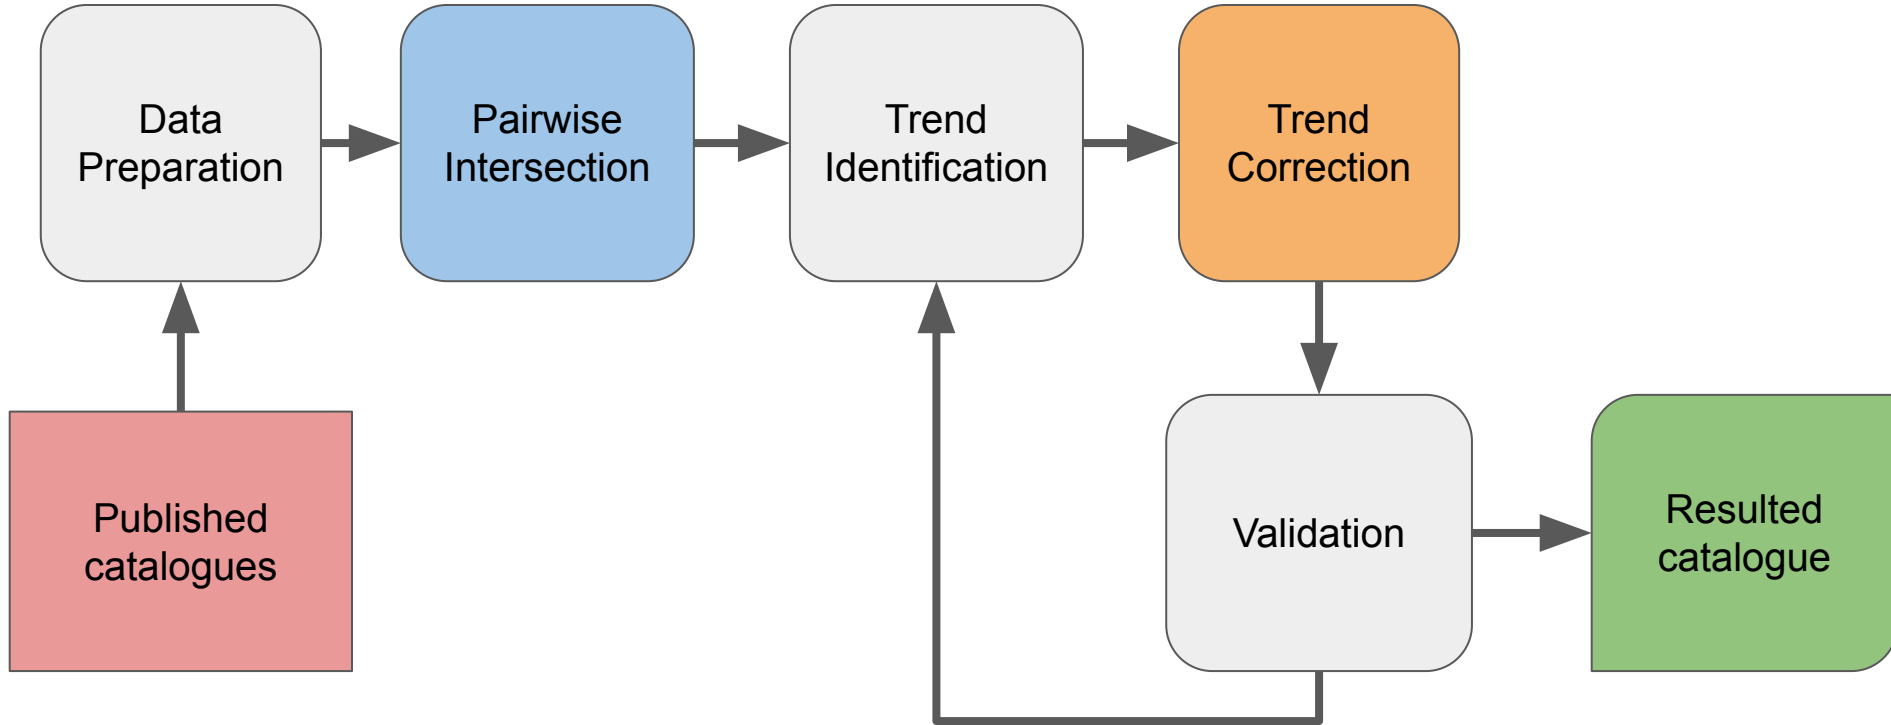 Data
Preparation
Pairwise
Intersection
Trend
Identification
Trend
Correction
Published
catalogues
Validation
Resulted
catalogue